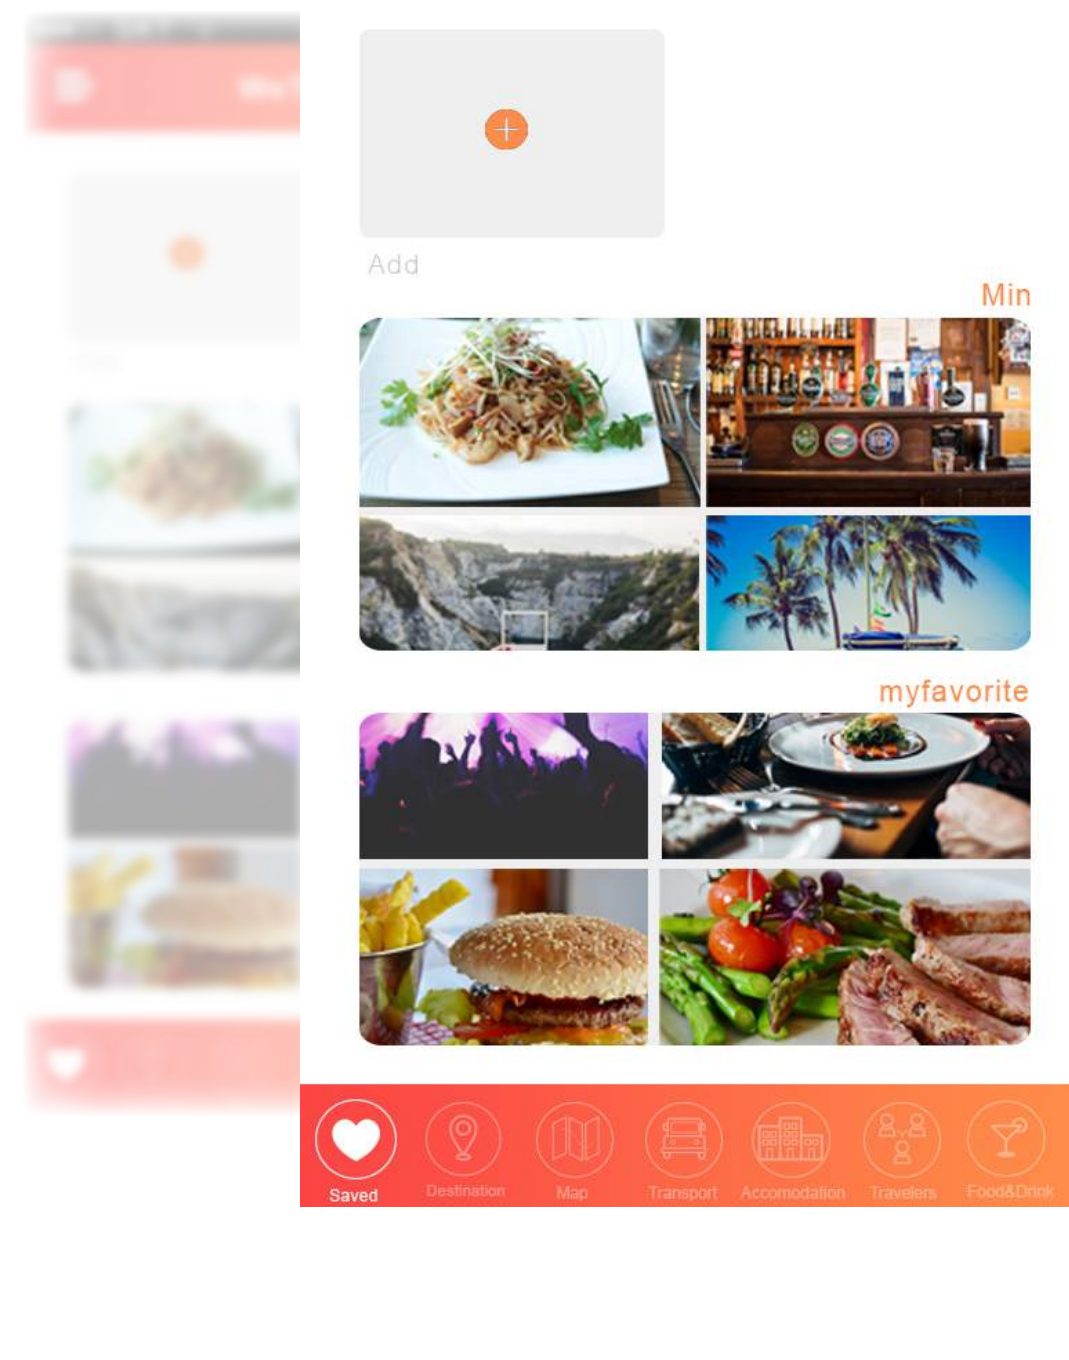 Add
Min
myfavorite
Saved
Destination
Map
Transport
Accomodation
Travelers
Food&Drink